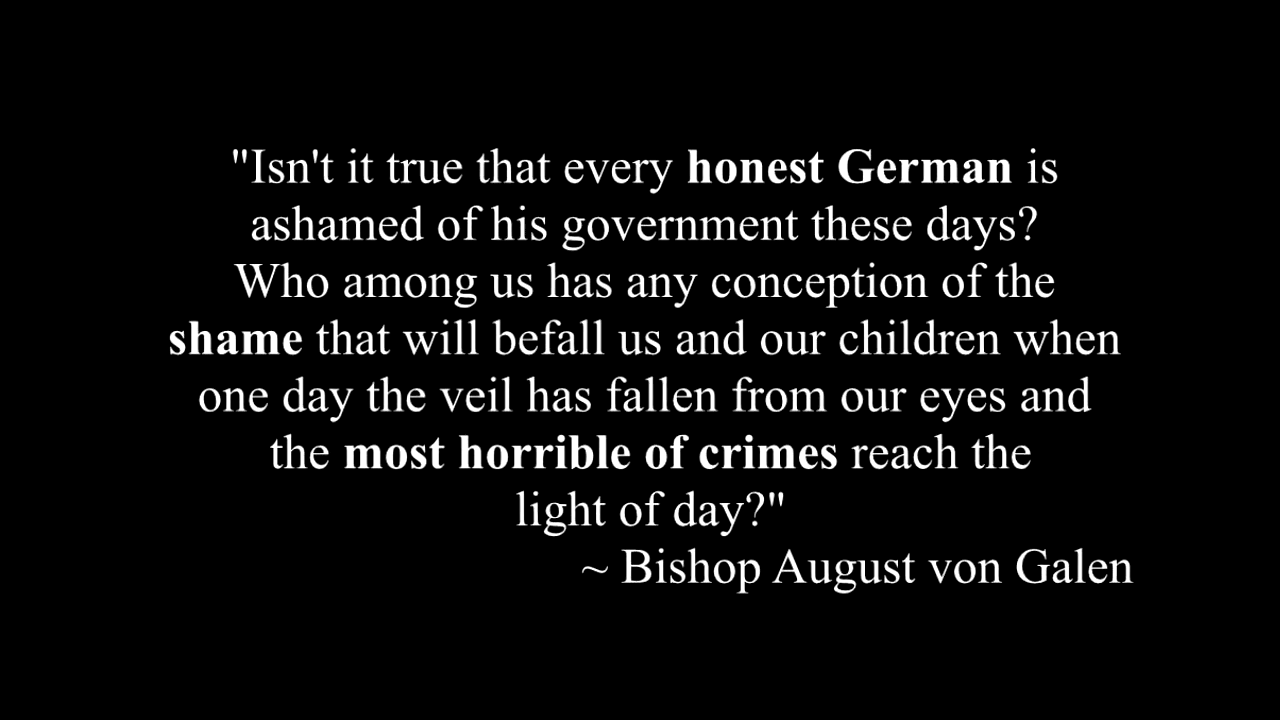 "Isn't it true that every honest German is
ashamed of his government these days?
Who among us has any conception of the
shame that will befall us and our children when
one day the veil has fallen from our eyes and
the most horrible of crimes reach the
light of day?"
~ Bishop August von Galen